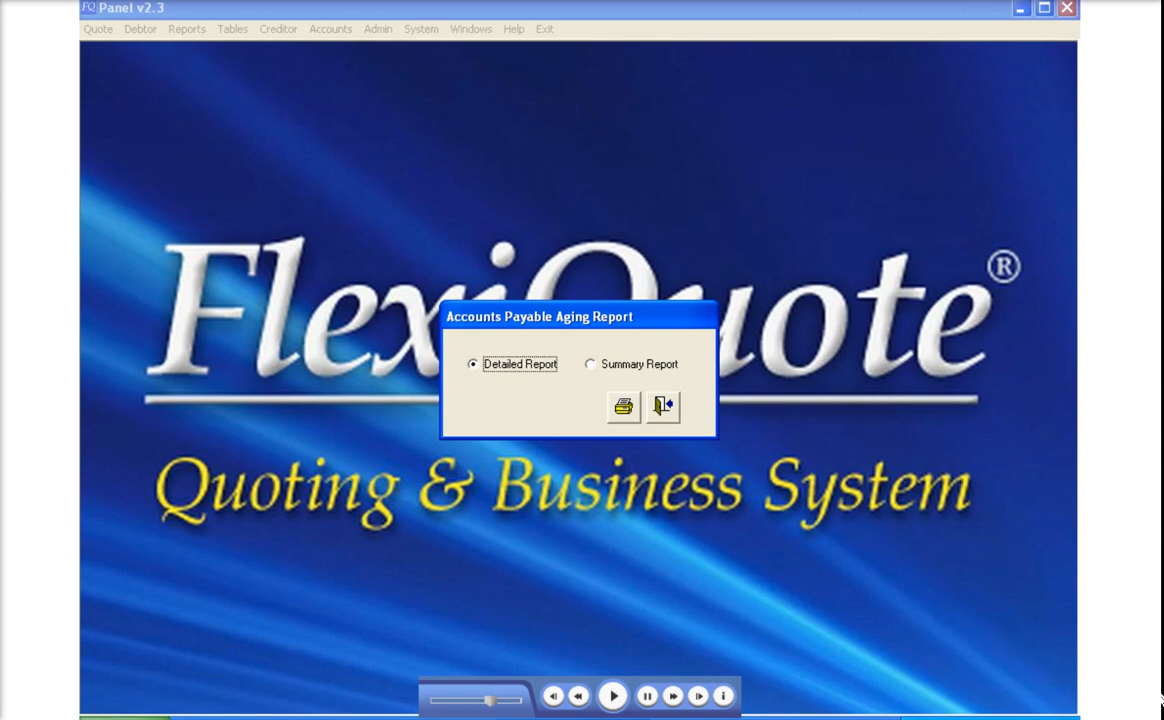 FQ Panel v2.3
Quote Debtor Reports Tables Creditor Accounts Admin System Windows Help Exit
FlexiQuote®
Accounts Payable Aging Report
Detailed Report Summary Report
Quoting & Business System